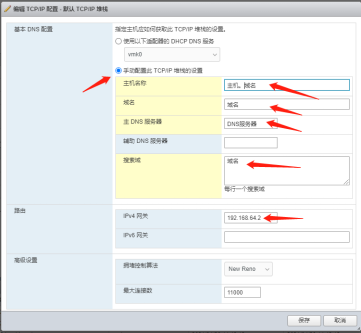 编辑 TCP/IP 配置 - 默认 TCP/IP 堆栈
基本 DNS 配置
指定主机应如何获取此 TCP/IP 堆栈的设置。
使用以下适配器的 DHCP DNS 服务
vmk0
手动配置此 TCP/IP 堆栈的设置
主机名称
主机、域名
域名
域名
主 DNS 服务器
DNS服务器
辅助 DNS 服务器
搜索域
域名
每行一个搜索域
路由
IPv4 网关
192.168.64.2
IPv6 网关
高级设置
拥堵控制算法
New Reno
最大连接数
11000
保存
取消